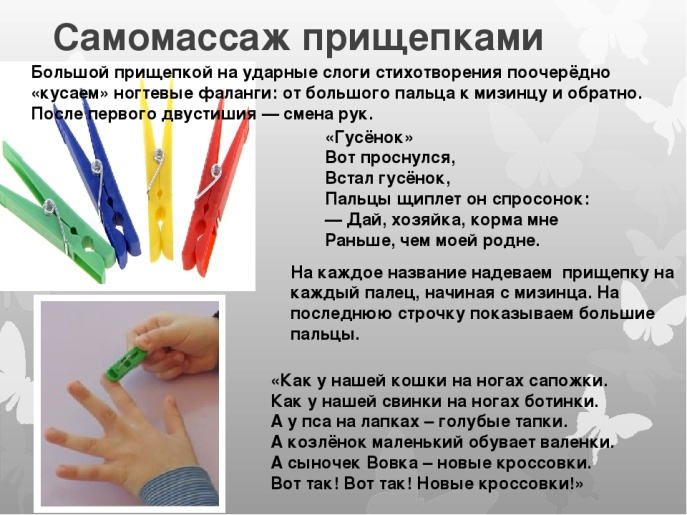 Самомассаж прищепками
Большой прищепкой на ударные слоги стихотворения поочерёдно
«кусаем» ногтевые фаланги: от большого пальца к мизинцу и обратно.
После первого двустишия — смена рук.
«Гусёнок»
Вот проснулся,
Встал гусёнок,
Пальцы щиплет он спросонок:
— Дай, хозяйка, корма мне
Раньше, чем моей родне.
На каждое название надеваем прищепку на
каждый палец, начиная с мизинца. На
последнюю строчку показываем большие
пальцы.
«Как у нашей кошки на ногах сапожки.
Как у нашей свинки на ногах ботинки.
А у пса на лапках – голубые тапки.
А козлёнок маленький обувает валенки.
А сыночек Вовка – новые кроссовки.
Вот так! Вот так! Новые кроссовки!»